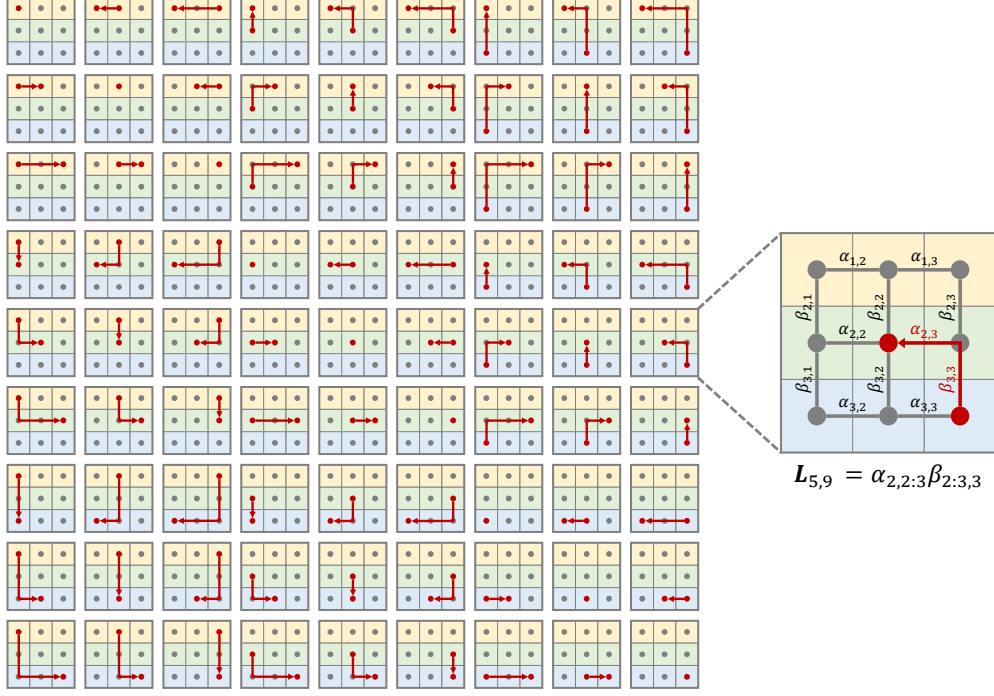 α1,2 α1,3
β2,1 β2,2 β2,3
α2,2 α2,3
β3,1 β3,2 β3,3
α3,2 α3,3
L5,9 = α2,2:3β2:3,3